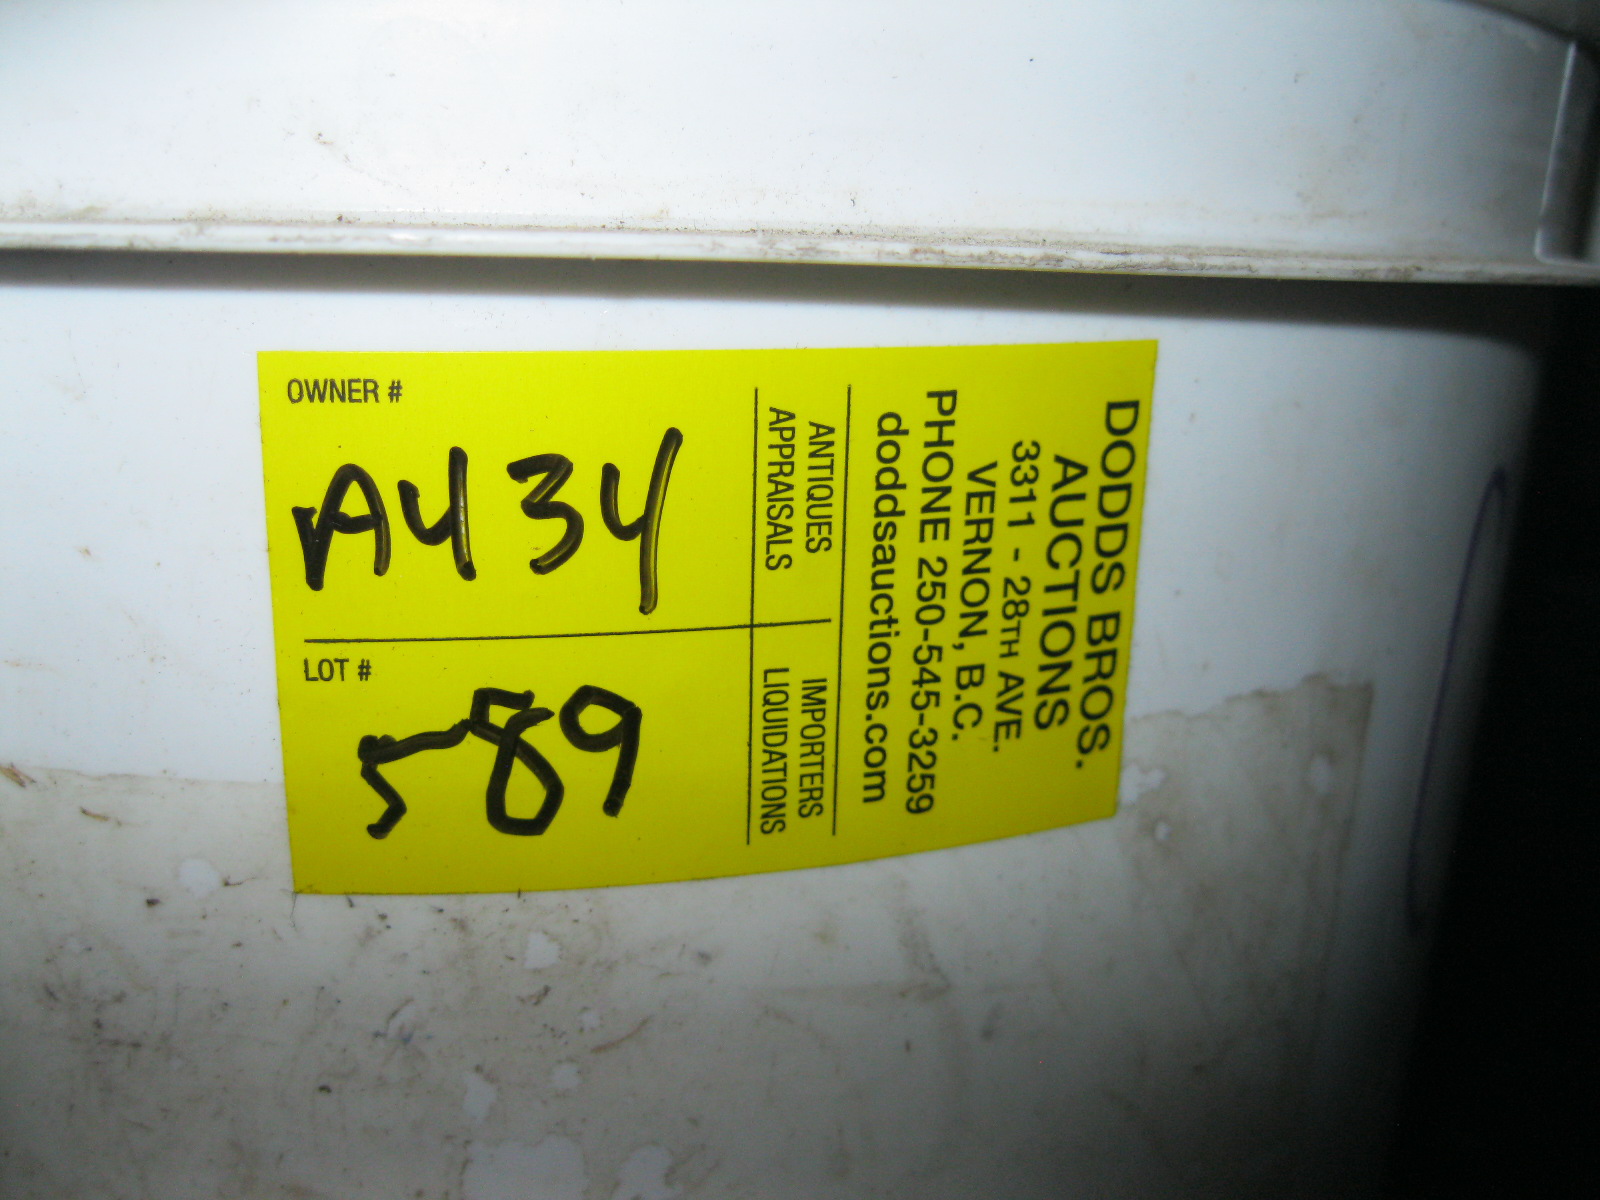 OWNER #
A434
LOT #
589
DODDS BROS.
AUCTIONS
3311 - 28TH AVE.
VERNON, B.C.
PHONE 250-545-3259
doddsauctions.com
ANTIQUES
APPRAISALS
IMPORTERS
LIQUIDATIONS